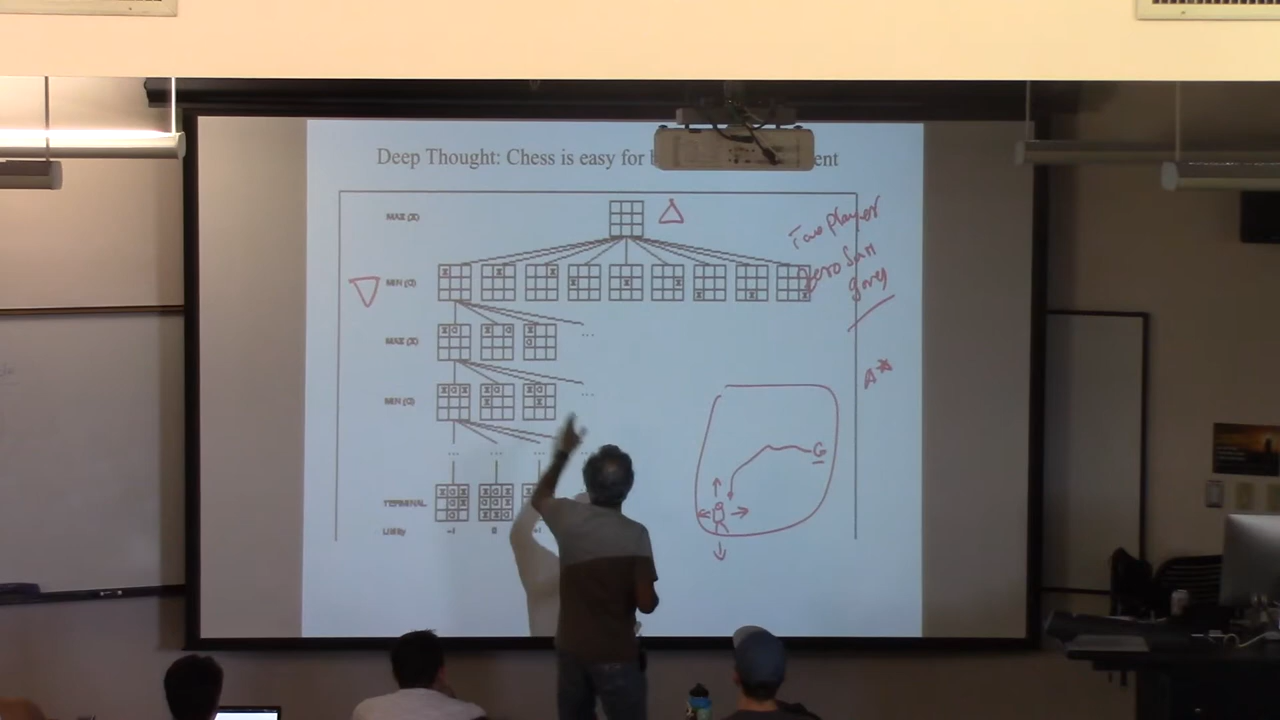 Deep Thought: Chess is easy for b ent
MAX (X)
MIN (O)
MAX (X)
MIN (O)
TERMINAL
Utility
-1 0 +1
Two player
Zero Sum
A*
G